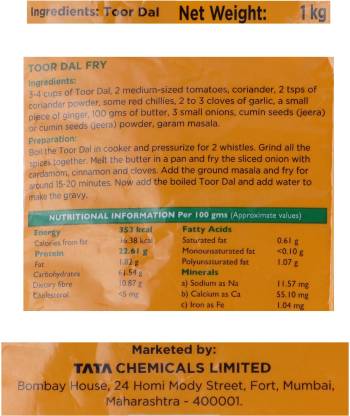 Ingredients: Toor Dal Net Weight: 1 kg
TOOR DAL FRY
Ingredients:
3-4 cups of Toor Dal, 2 medium-sized tomatoes, coriander, 2 tsps of
coriander powder, some red chillies, 2 to 3 cloves of garlic, a small
piece of ginger, 100 gms of butter, 3 small onions, cumin seeds (jeera)
or cumin seeds (jeera) powder, garam masala.
Preparation:
Boil the Toor Dal in cooker and pressurize for 2 whistles. Grind all the
spices together. Melt the butter in a pan and fry the sliced onion with
cardamom, cinnamon and cloves. Add the ground masala and fry for
around 15-20 minutes. Now add the boiled Toor Dal and add water to
make the gravy.
NUTRITIONAL INFORMATION Per 100 gms (Approximate values)
Energy 353 kcal
Calories from fat 16.38 kcal
Protein 22.61 g
Fat 1.82 g
Carbohydrates 61.54 g
Dietary fibre 10.87 g
Cholesterol <5 mg
Fatty Acids
Saturated fat 0.61 g
Monounsaturated fat <0.10 g
Polyunsaturated fat 1.07 g
Minerals
a) Sodium as Na 11.57 mg
b) Calcium as Ca 55.10 mg
c) Iron as Fe 1.04 mg
Marketed by:
TATA CHEMICALS LIMITED
Bombay House, 24 Homi Mody Street, Fort, Mumbai,
Maharashtra - 400001.